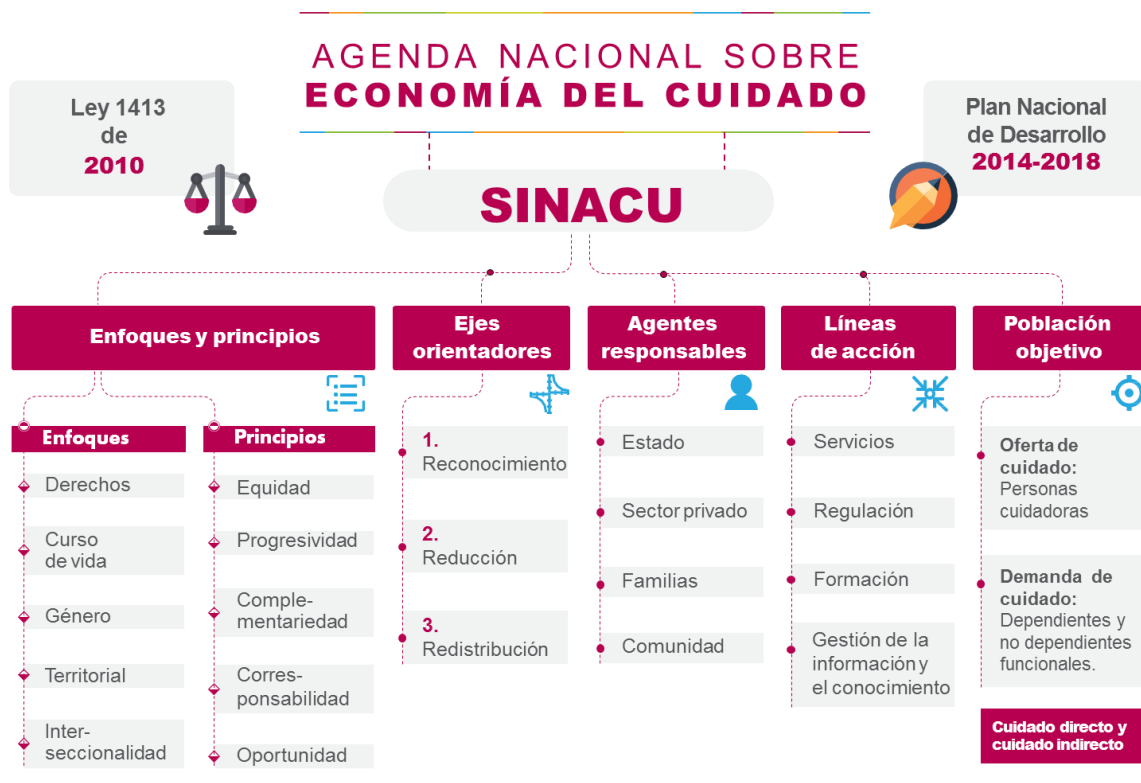 AGENDA NACIONAL SOBRE
ECONOMÍA DEL CUIDADO
Ley 1413
de
2010
Plan Nacional
de Desarrollo
2014-2018
SINACU
Enfoques y principios
Enfoques
Derechos
Curso
de vida
Género
Territorial
Inter-
seccionalidad
Principios
Equidad
Progresividad
Comple-
mentariedad
Corres-
ponsabilidad
Oportunidad
Ejes
orientadores
1.
Reconocimiento
2.
Reducción
3.
Redistribución
Agentes
responsables
Estado
Sector privado
Familias
Comunidad
Líneas
de acción
Servicios
Regulación
Formación
Gestión de la
información y
el conocimiento
Población
objetivo
Oferta de
cuidado:
Personas
cuidadoras
Demanda de
cuidado:
Dependientes y
no dependientes
funcionales.
Cuidado directo y
cuidado indirecto